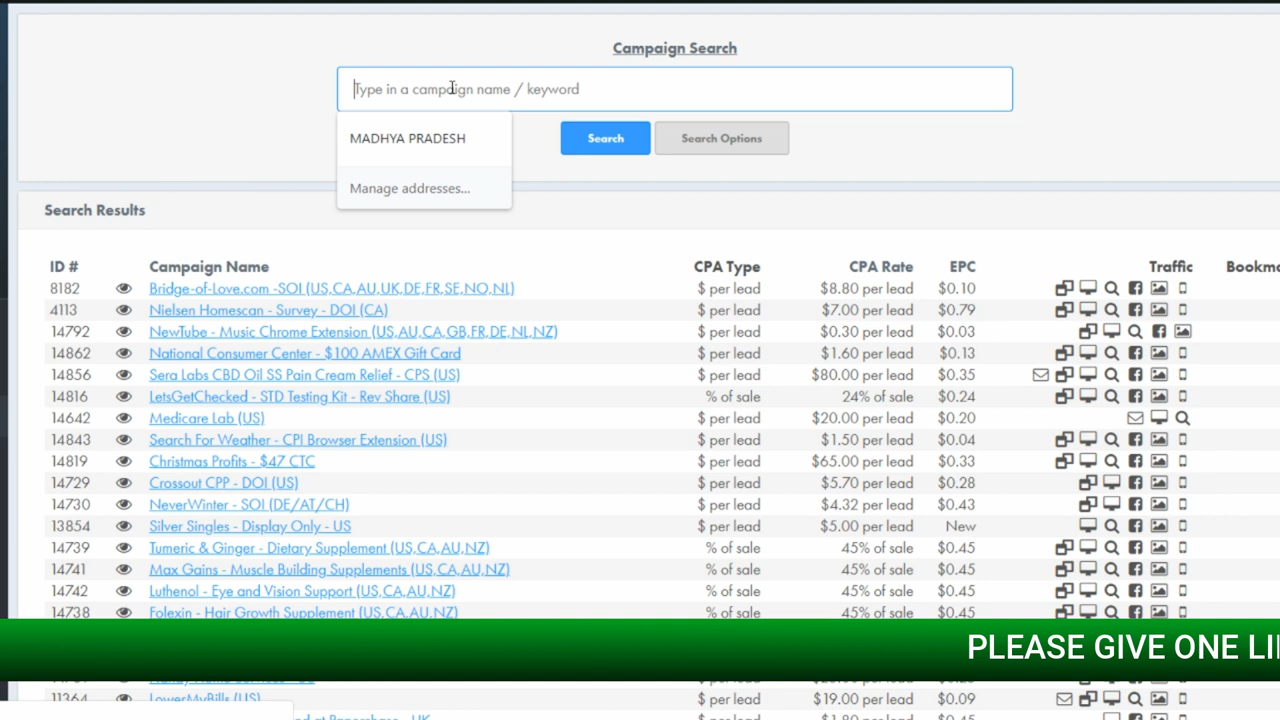 Campaign Search
Type in a campaign name / keyword
MADHYA PRADESH
Manage addresses...
Search
Search Options
Search Results
ID # Campaign Name CPA Type CPA Rate EPC Traffic Bookm
8182 Bridge-of-Love.com -SOI (US,CA,AU,UK,DE,FR,SE,NO,NL) $ per lead $8.80 per lead $0.10
4113 Nielsen Homescan - Survey - DOI (CA) $ per lead $7.00 per lead $0.79
14792 NewTube - Music Chrome Extension (US,AU,CA,GB,FR,DE,NL,NZ) $ per lead $0.30 per lead $0.03
14862 National Consumer Center - $100 AMEX Gift Card $ per lead $1.60 per lead $0.13
14856 Sera Labs CBD Oil SS Pain Cream Relief - CPS (US) $ per lead $80.00 per lead $0.35
14816 LetsGetChecked - STD Testing Kit - Rev Share (US) % of sale 24% of sale $0.24
14642 Medicare Lab (US) $ per lead $20.00 per lead $0.20
14843 Search For Weather - CPI Browser Extension (US) $ per lead $1.50 per lead $0.04
14819 Christmas Profits - $47 CTC $ per lead $65.00 per lead $0.33
14729 Crossout CPP - DOI (US) $ per lead $5.70 per lead $0.28
14730 NeverWinter - SOI (DE/AT/CH) $ per lead $4.32 per lead $0.43
13854 Silver Singles - Display Only - US $ per lead $5.00 per lead New
14739 Tumeric & Ginger - Dietary Supplement (US,CA,AU,NZ) % of sale 45% of sale $0.45
14741 Max Gains - Muscle Building Supplements (US,CA,AU,NZ) % of sale 45% of sale $0.45
14742 Luthenol - Eye and Vision Support (US,CA,AU,NZ) % of sale 45% of sale $0.45
14738 Folexin - Hair Growth Supplement (US,CA,AU,NZ) % of sale 45% of sale $0.45
PLEASE GIVE ONE LI
11364 LowerMyBills (US) $ per lead $19.00 per lead $0.09